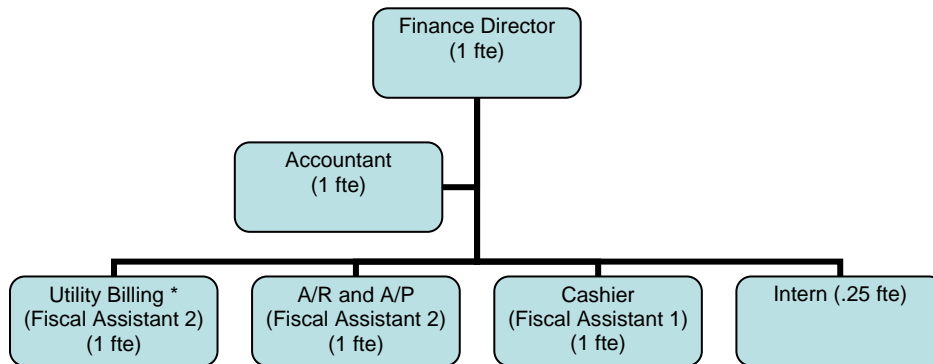 Finance Director
(1 fte)
Accountant
(1 fte)
Utility Billing *
(Fiscal Assistant 2)
(1 fte)
A/R and A/P
(Fiscal Assistant 2)
(1 fte)
Cashier
(Fiscal Assistant 1)
(1 fte)
Intern (.25 fte)